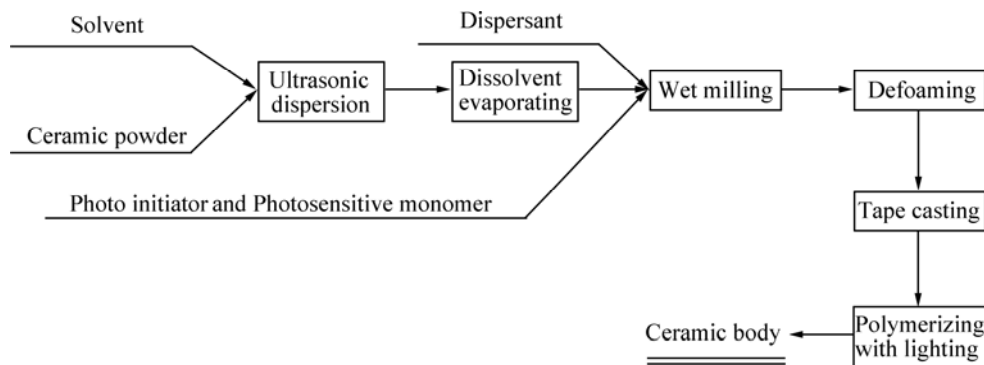 Solvent
Dispersant
Ultrasonic
dispersion
Dissolvent
evaporating
Wet milling
Defoaming
Ceramic powder
Photo initiator and Photosensitive monomer
Tape casting
Ceramic body
Polymerizing
with lighting